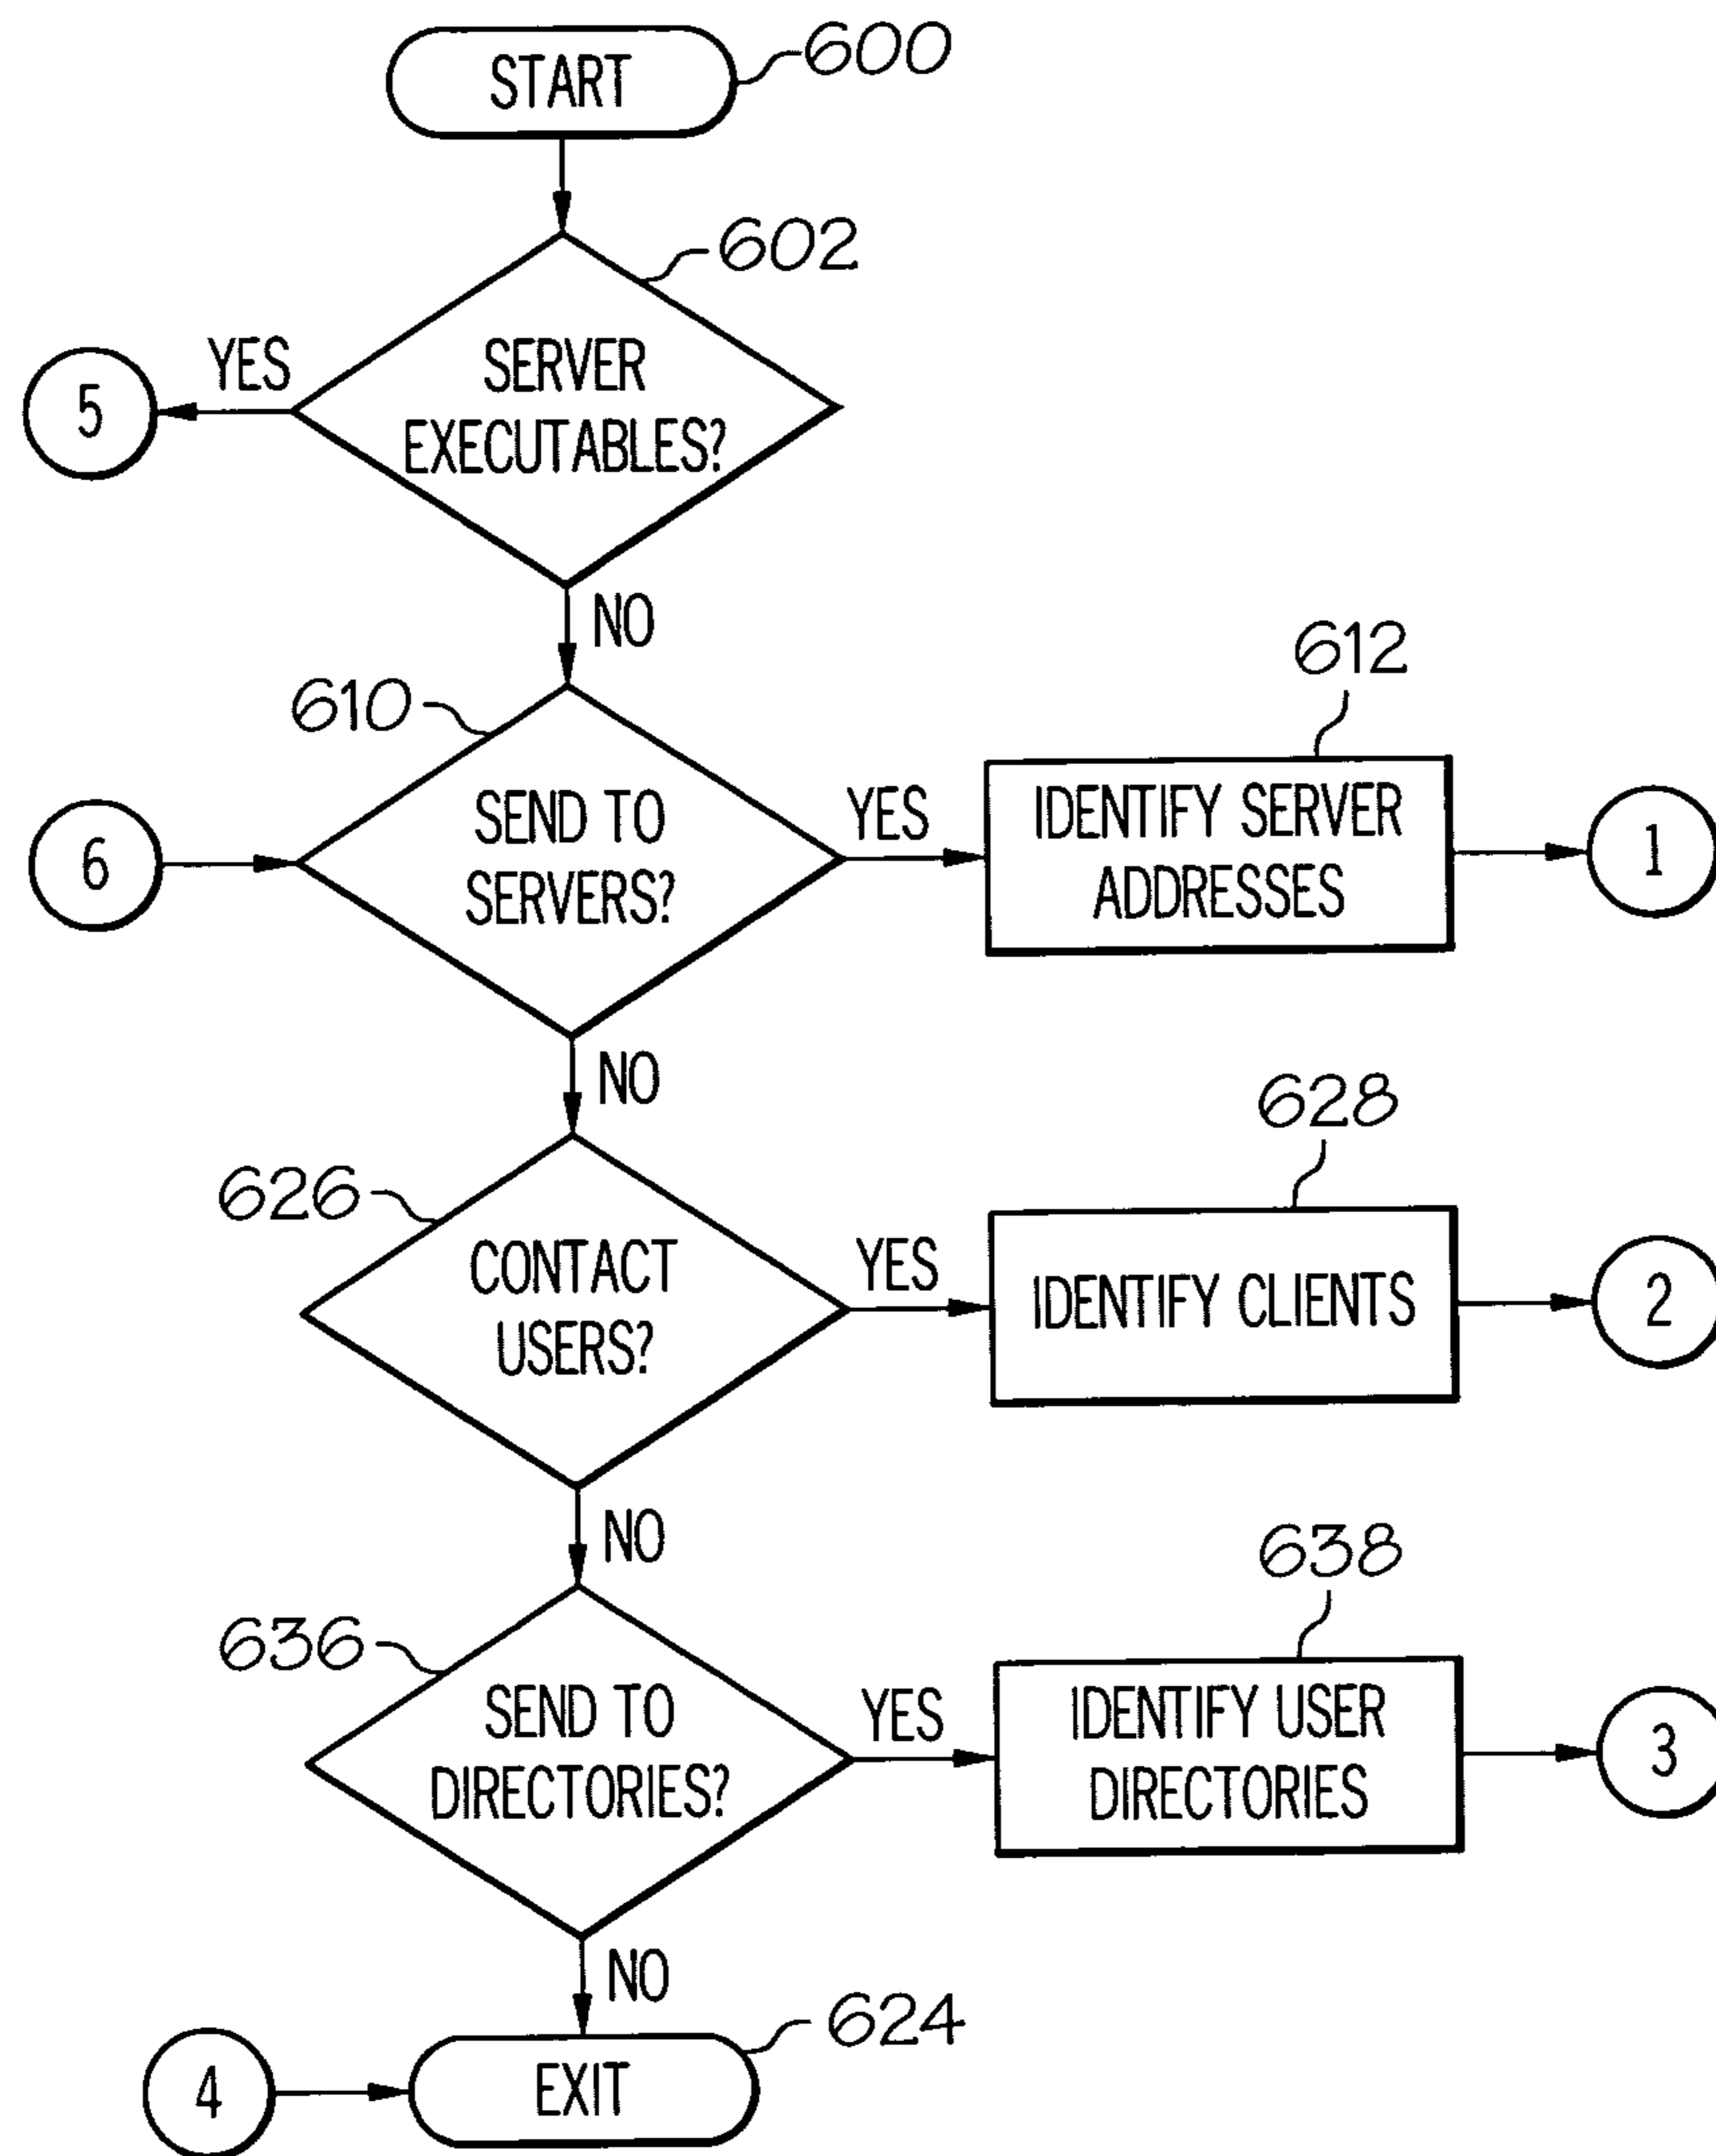 START
600
602
SERVER
EXECUTABLES?
YES
5
NO
610
612
6
SEND TO
SERVERS?
YES
IDENTIFY SERVER
ADDRESSES
1
NO
626
628
CONTACT
USERS?
YES
IDENTIFY CLIENTS
2
NO
636
638
SEND TO
DIRECTORIES?
YES
IDENTIFY USER
DIRECTORIES
3
NO
624
4
EXIT